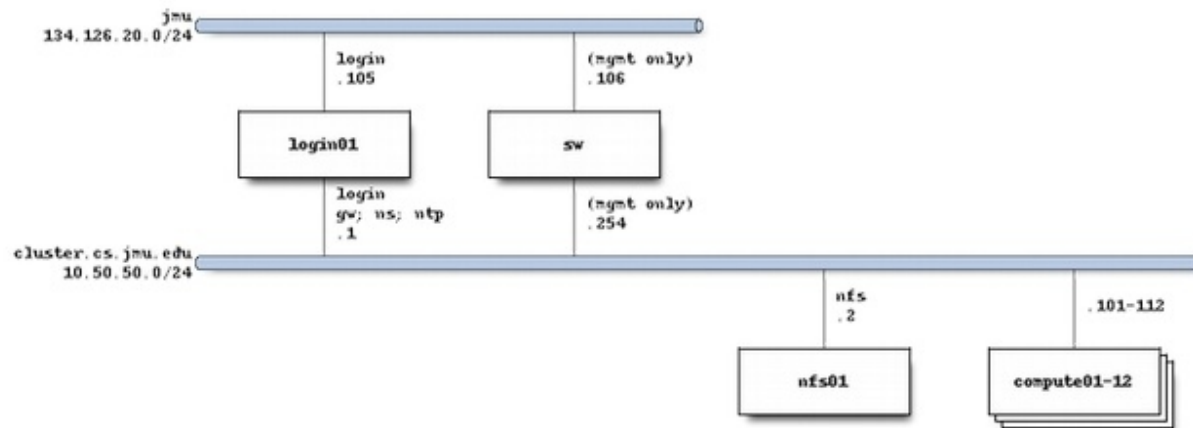 jmu
134.126.20.0/24
login
.105
(mgmt only)
.106
login01
sw
login
gw; ns; ntp
.1
(mgmt only)
.254
cluster.cs.jmu.edu
10.50.50.0/24
nfs
.2
.101-112
nfs01
compute01-12